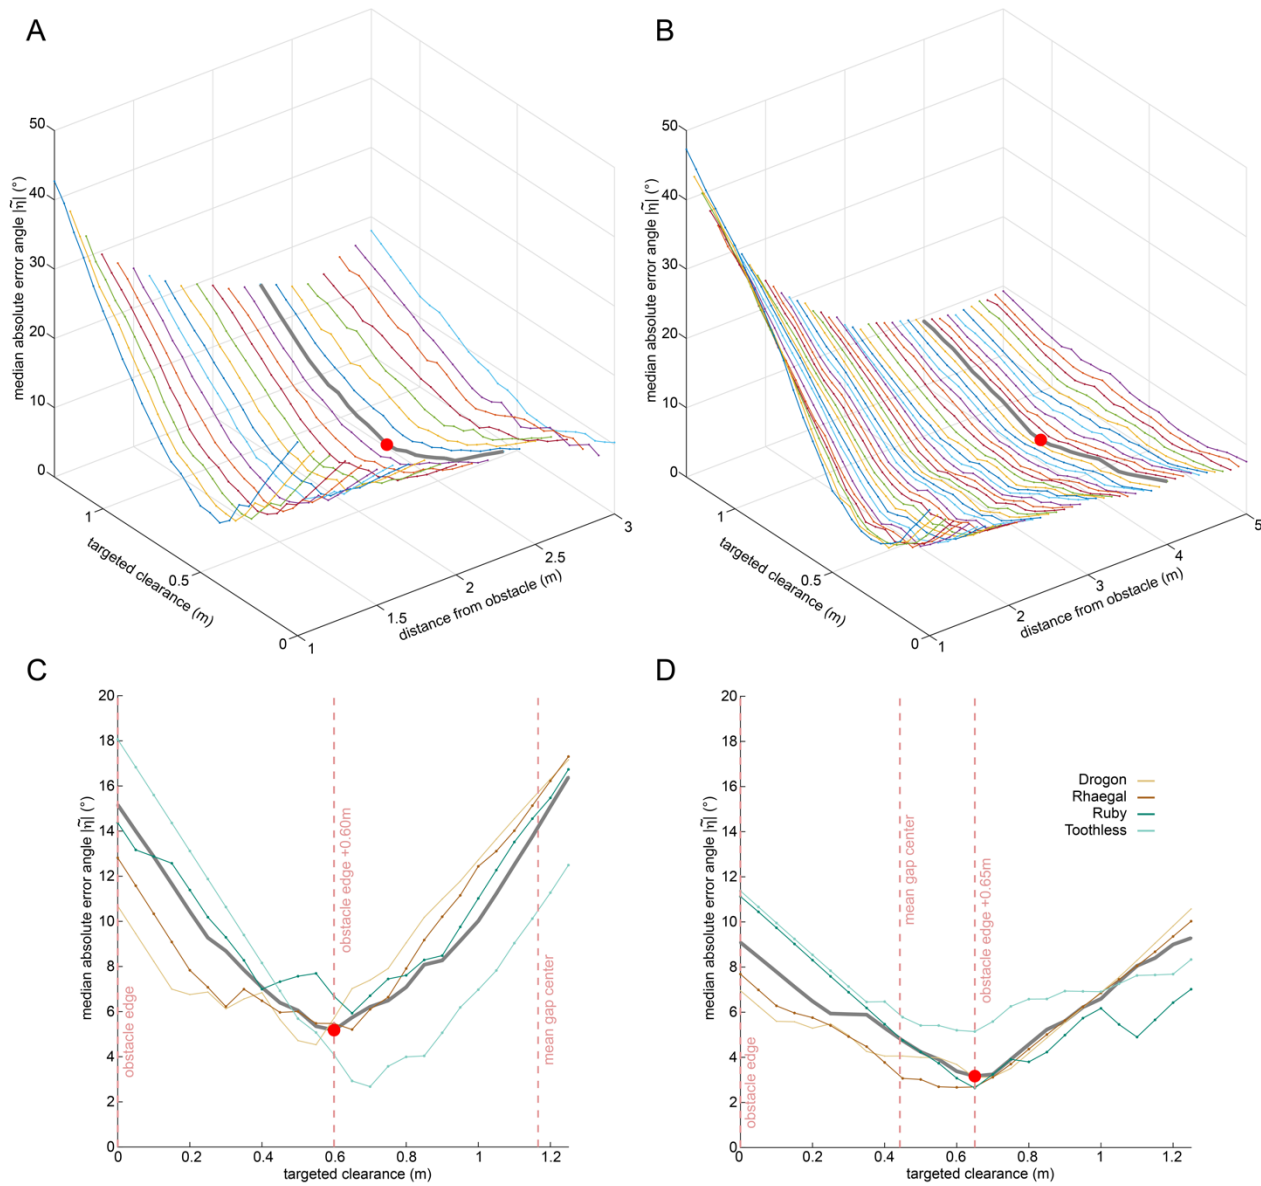 A
median absolute error angle |η̃| (°)
50
40
30
20
10
0
1
0.5
0
targeted clearance (m)
1
1.5
2
2.5
3
distance from obstacle (m)
B
median absolute error angle |η̃| (°)
50
40
30
20
10
0
1
0.5
0
targeted clearance (m)
1
2
3
4
5
distance from obstacle (m)
C
median absolute error angle |η̃| (°)
20
18
16
14
12
10
8
6
4
2
0
obstacle edge
obstacle edge +0.60m
mean gap center
0
0.2
0.4
0.6
0.8
1
1.2
targeted clearance (m)
D
median absolute error angle |η̃| (°)
20
18
16
14
12
10
8
6
4
2
0
obstacle edge
mean gap center
obstacle edge +0.65m
Drogon
Rhaegal
Ruby
Toothless
0
0.2
0.4
0.6
0.8
1
1.2
targeted clearance (m)